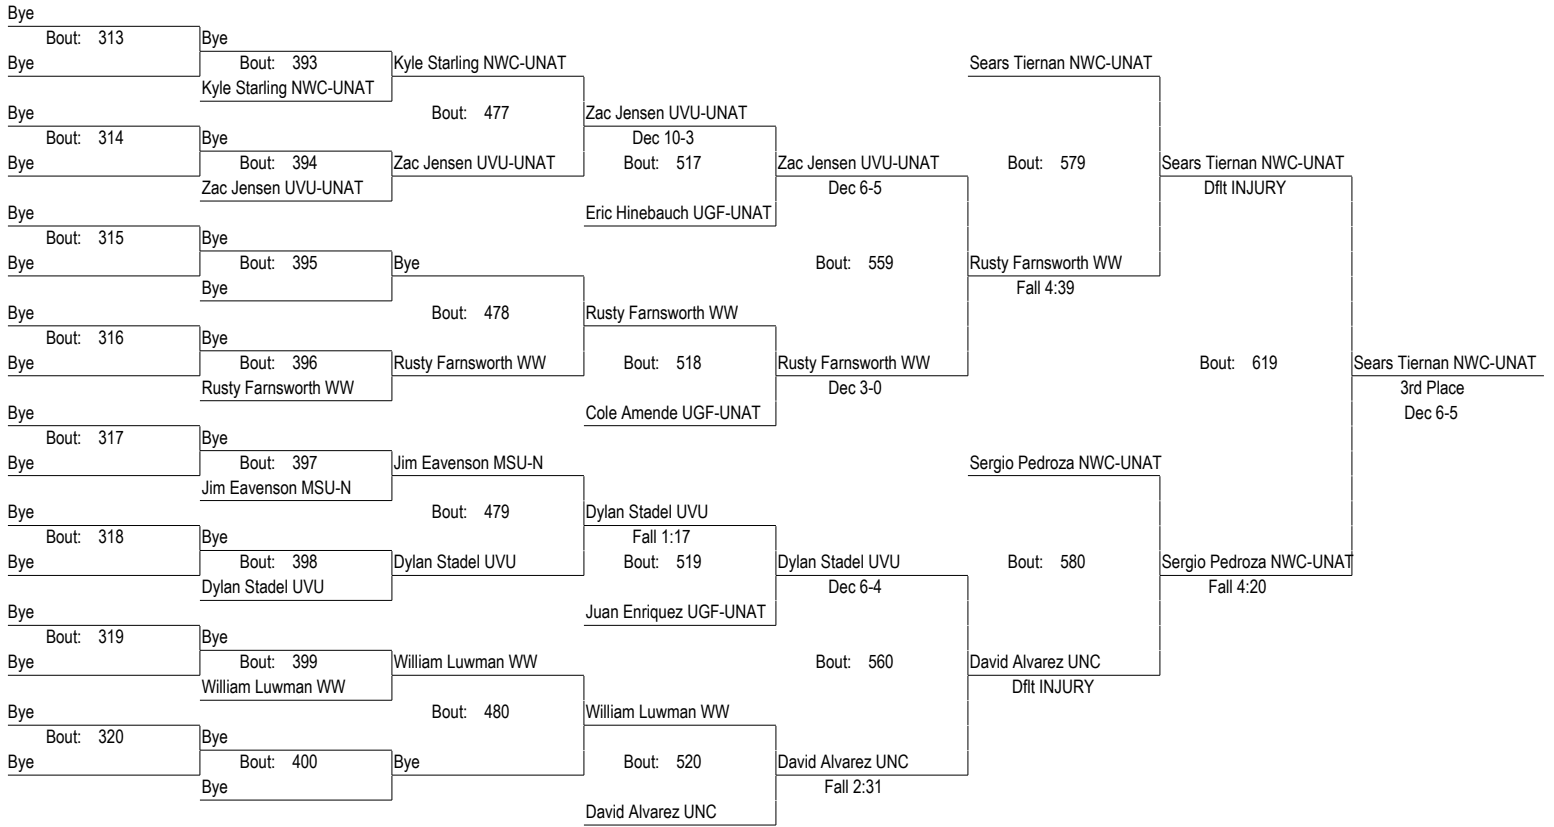 Bye
Bout: 313
Bye
Bye
Bout: 393
Kyle Starling NWC-UNAT
Kyle Starling NWC-UNAT
Bye
Bout: 314
Bye
Bye
Bout: 394
Zac Jensen UVU-UNAT
Bout: 477
Zac Jensen UVU-UNAT
Zac Jensen UVU-UNAT
Dec 10-3
Bout: 517
Eric Hinebauch UGF-UNAT
Zac Jensen UVU-UNAT
Dec 6-5
Bye
Bout: 315
Bye
Bye
Bout: 395
Bye
Bye
Bye
Bout: 316
Bye
Bye
Bout: 396
Rusty Farnsworth WW
Bout: 478
Rusty Farnsworth WW
Rusty Farnsworth WW
Bout: 518
Cole Amende UGF-UNAT
Rusty Farnsworth WW
Dec 3-0
Bout: 559
Sears Tiernan NWC-UNAT
Bout: 579
Rusty Farnsworth WW
Fall 4:39
Sears Tiernan NWC-UNAT
Dflt INJURY
Bye
Bout: 317
Bye
Bye
Bout: 397
Jim Eavenson MSU-N
Jim Eavenson MSU-N
Bye
Bout: 318
Bye
Bye
Bout: 398
Dylan Stadel UVU
Bout: 479
Dylan Stadel UVU
Dylan Stadel UVU
Fall 1:17
Bout: 519
Juan Enriquez UGF-UNAT
Dylan Stadel UVU
Dec 6-4
Bye
Bout: 319
Bye
Bye
Bout: 399
William Luwman WW
William Luwman WW
Bye
Bout: 320
Bye
Bye
Bout: 400
Bye
Bout: 480
Bye
William Luwman WW
Bout: 520
David Alvarez UNC
David Alvarez UNC
Fall 2:31
Bout: 560
Sergio Pedroza NWC-UNAT
Bout: 580
David Alvarez UNC
Dflt INJURY
Sergio Pedroza NWC-UNAT
Fall 4:20
Bout: 619
Sears Tiernan NWC-UNAT
3rd Place
Dec 6-5